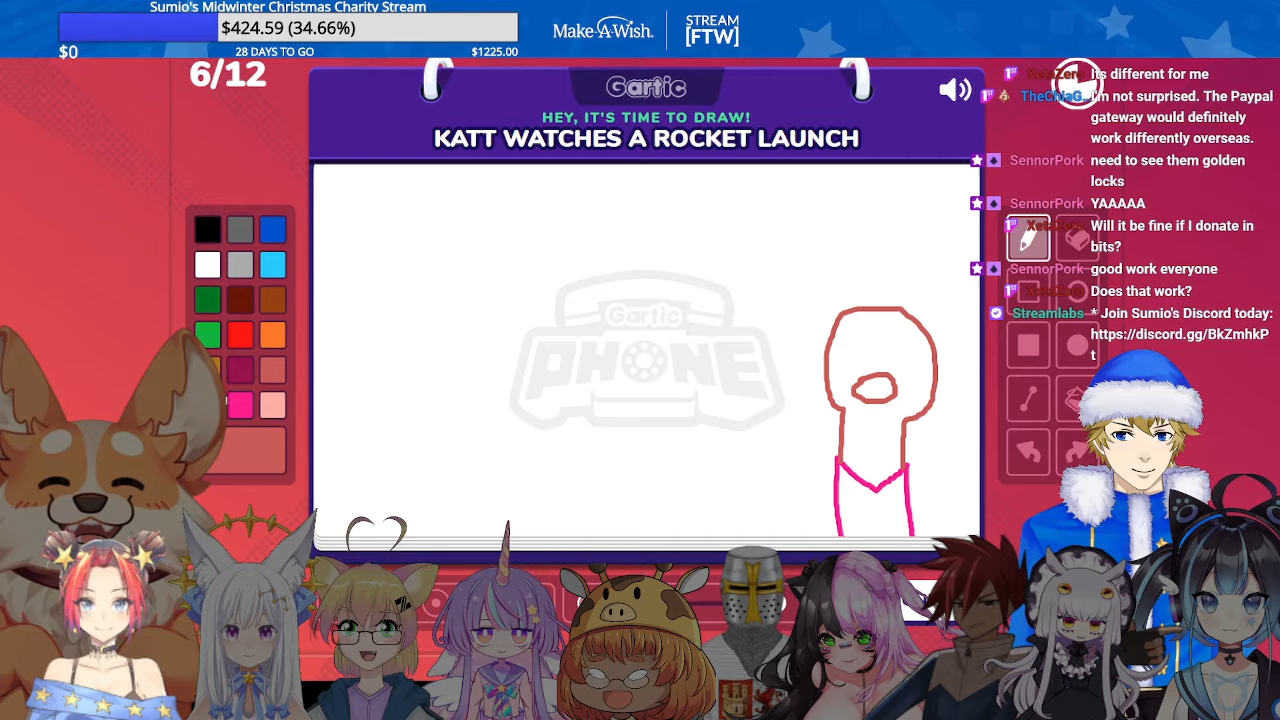 Sumio's Midwinter Christmas Charity Stream
$424.59 (34.66%)
$0
28 DAYS TO GO
$1225.00
Make-A-Wish.
STREAM
[FTW]
6/12
Gartic
HEY, IT'S TIME TO DRAW!
KATT WATCHES A ROCKET LAUNCH
Gartic
PHONE
XetaZero Its different for me
TheChiaG.. I'm not surprised. The Paypal
gateway would definitely
work differently overseas.
SennorPork need to see them golden
locks
SennorPork YAAAAA
XetaZero Will it be fine if I donate in
bits?
SennorPork good work everyone
XetaZero Does that work?
Streamlabs * Join Sumio's Discord today:
https://discord.gg/BkZmhkP
t